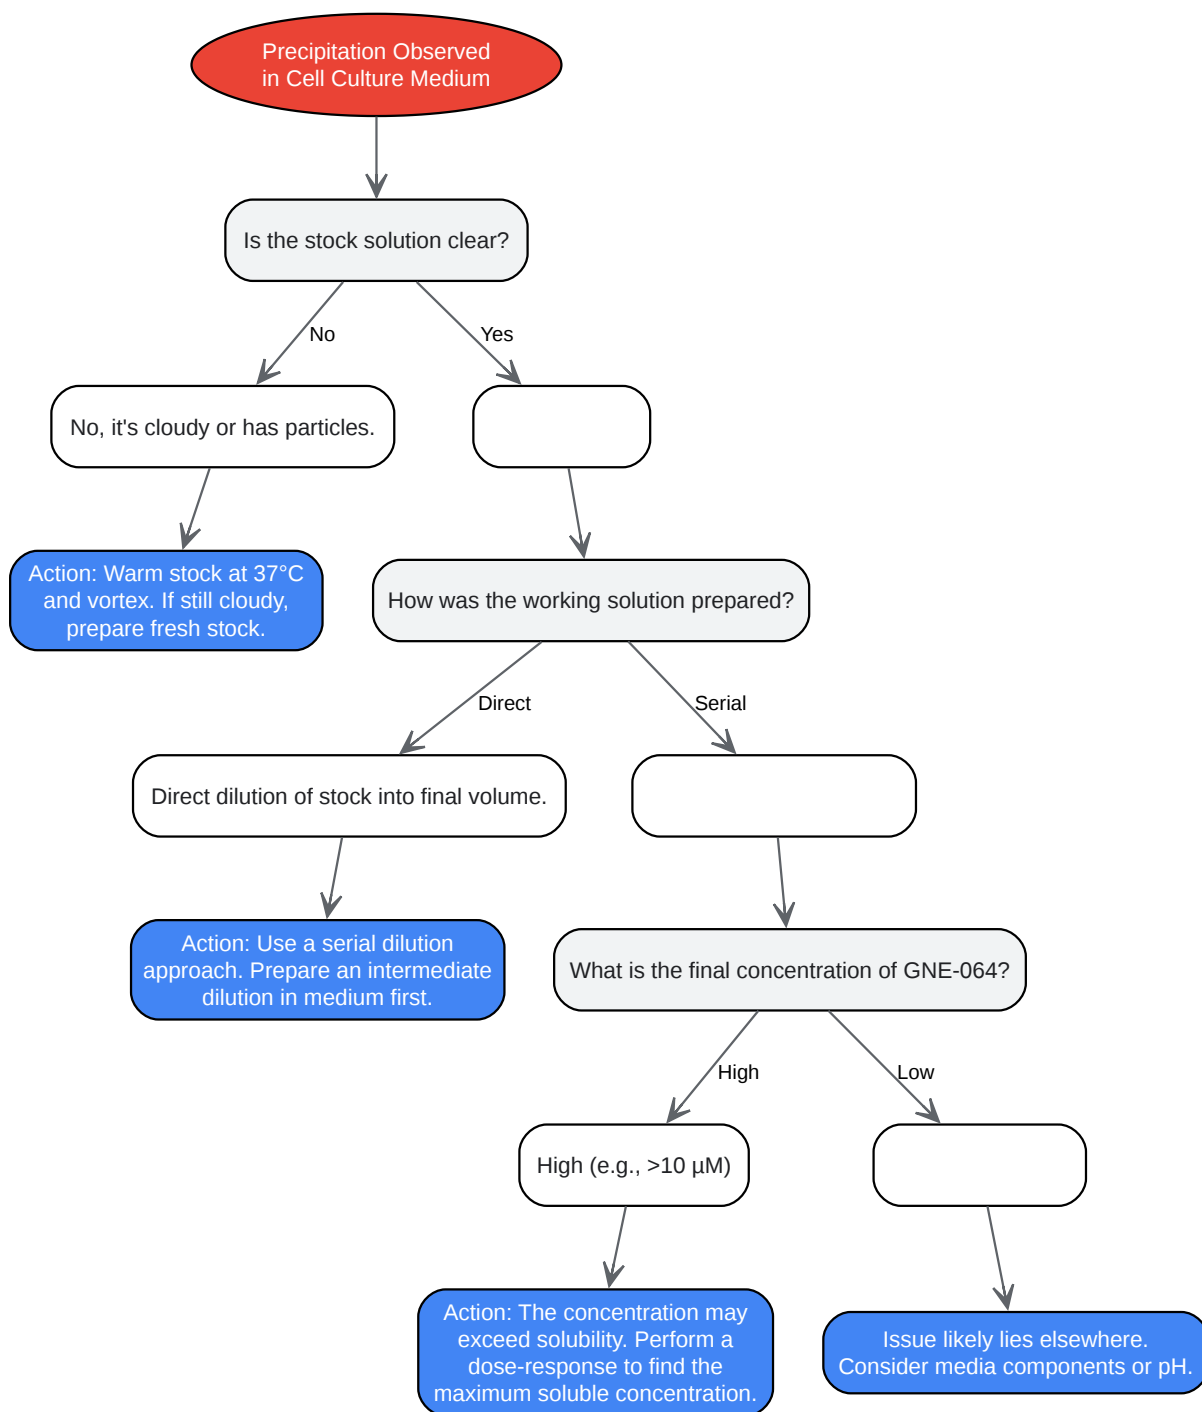 Precipitation Observed
in Cell Culture Medium
Is the stock solution clear?
No
Yes
No, it's cloudy or has particles.
Action: Warm stock at 37°C
and vortex. If still cloudy,
prepare fresh stock.
How was the working solution prepared?
Direct
Serial
Direct dilution of stock into final volume.
Action: Use a serial dilution
approach. Prepare an intermediate
dilution in medium first.
What is the final concentration of GNE-064?
High
Low
High (e.g., >10 µM)
Action: The concentration may
exceed solubility. Perform a
dose-response to find the
maximum soluble concentration.
Issue likely lies elsewhere.
Consider media components or pH.